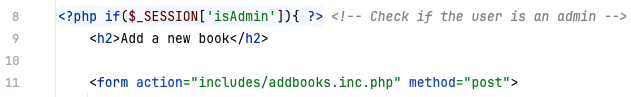 8 <?php if($_SESSION['isAdmin']){ ?> <!-- Check if the user is an admin -->
9 <h2>Add a new book</h2>
10
11 <form action="includes/addbooks.inc.php" method="post">